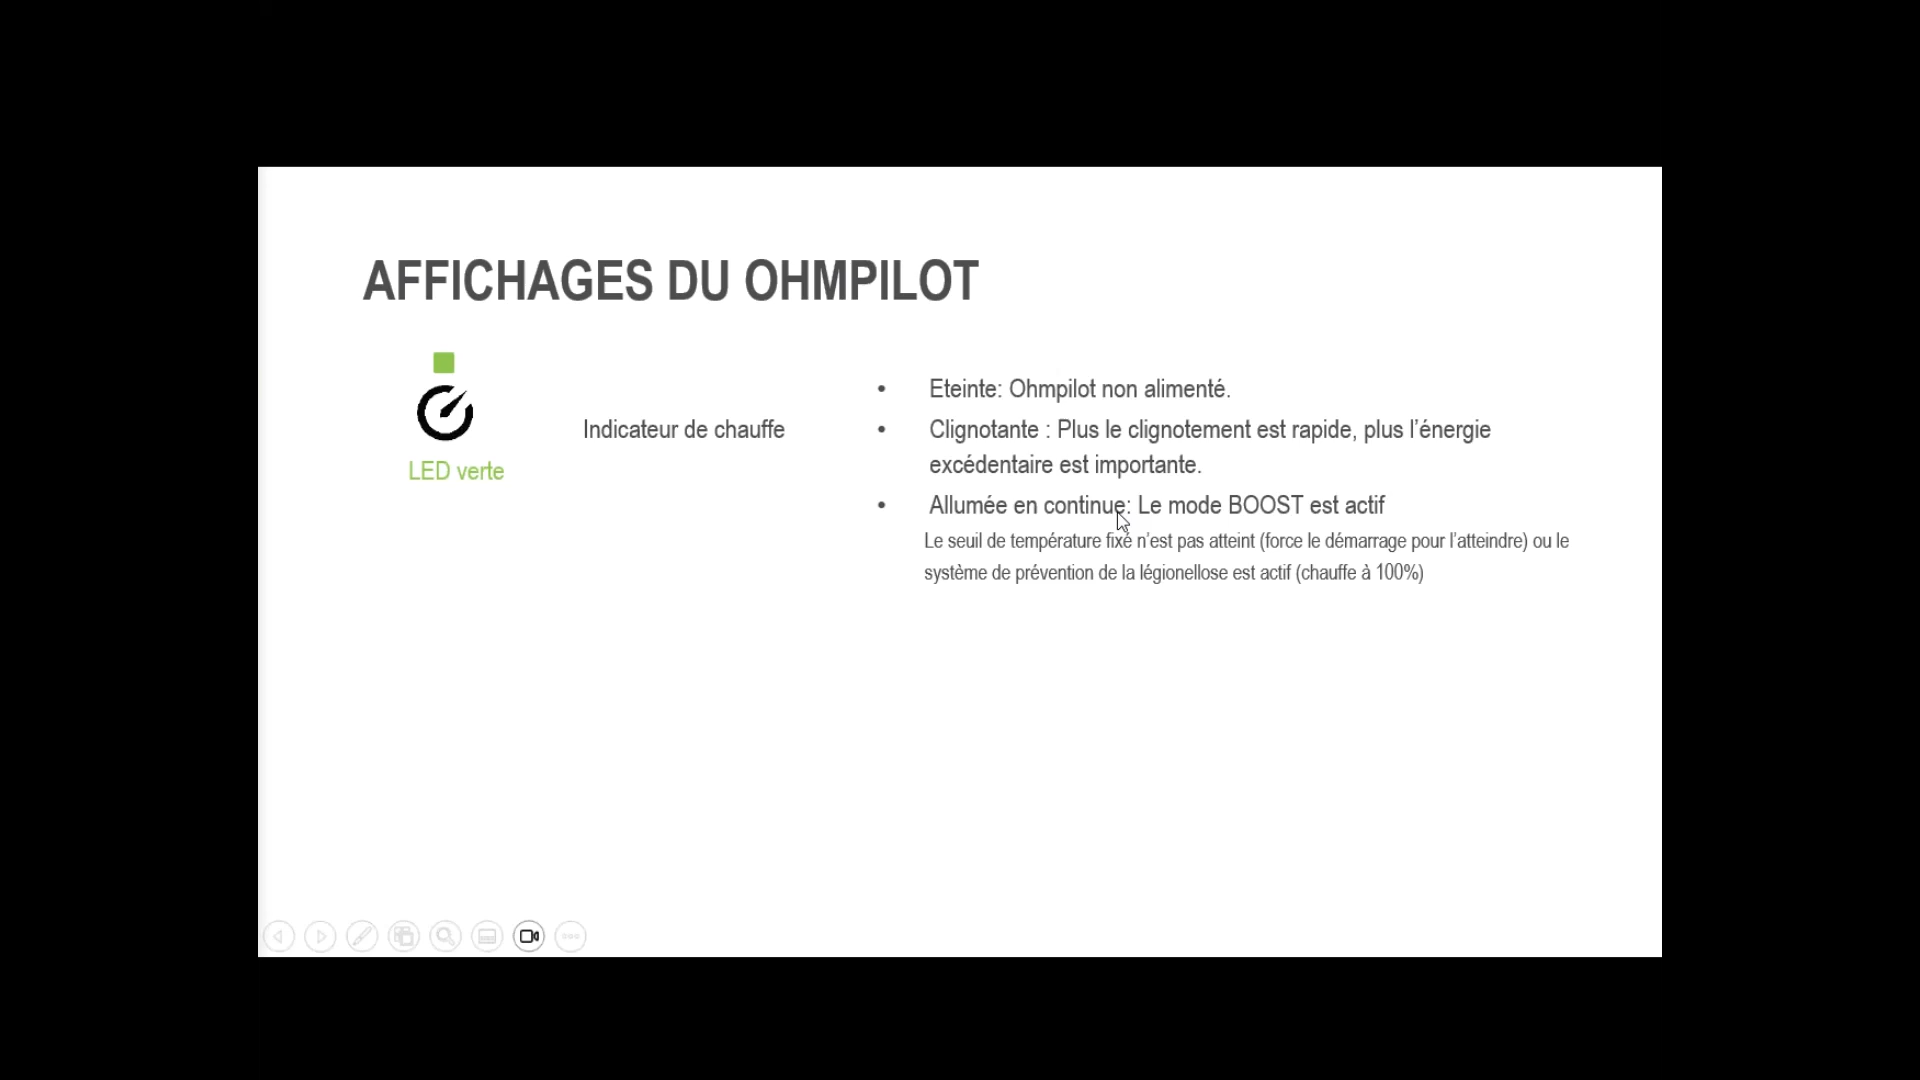 AFFICHAGES DU OHMPILOT
LED verte
Indicateur de chauffe
• Eteinte: Ohmpilot non alimenté.
• Clignotante : Plus le clignotement est rapide, plus l’énergie
excédentaire est importante.
• Allumée en continue: Le mode BOOST est actif
Le seuil de température fixé n’est pas atteint (force le démarrage pour l’atteindre) ou le
système de prévention de la légionellose est actif (chauffe à 100%)